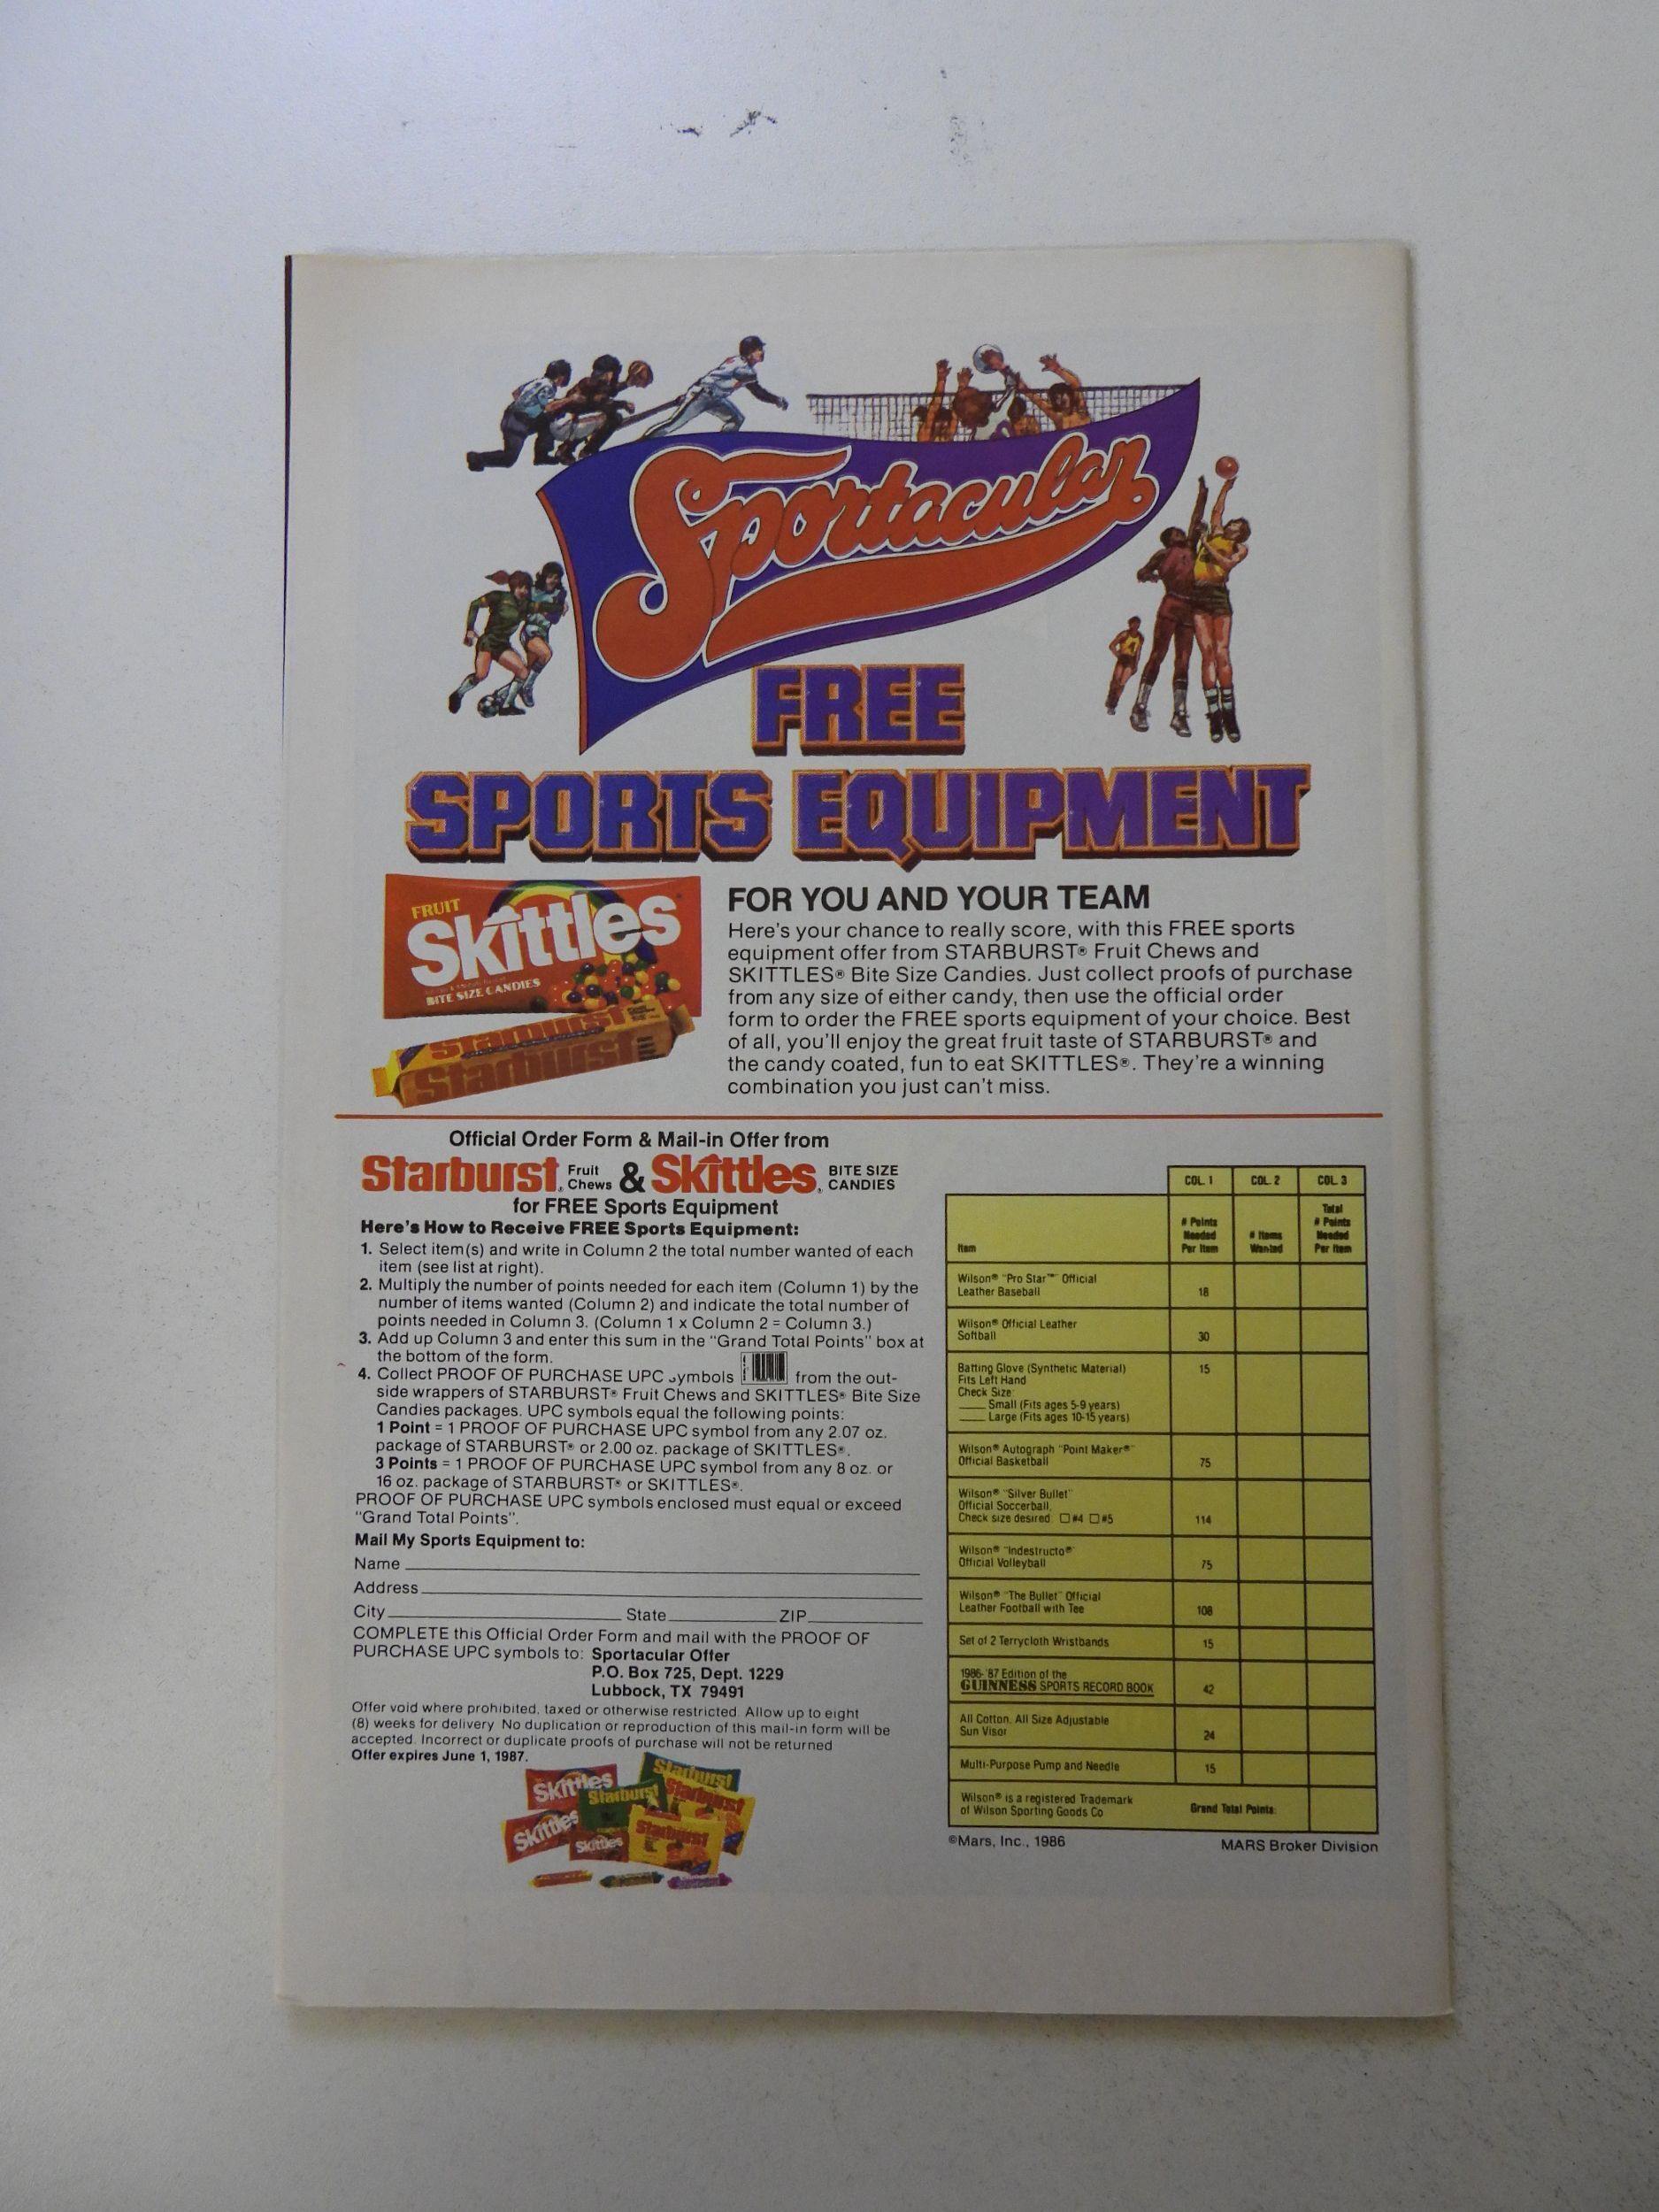 Sportacular
FREE
SPORTS EQUIPMENT
FRUIT
Skittles
BITE SIZE CANDIES
Starburst
Starburst
FOR YOU AND YOUR TEAM
Here's your chance to really score, with this FREE sports
equipment offer from STARBURST® Fruit Chews and
SKITTLES® Bite Size Candies. Just collect proofs of purchase
from any size of either candy, then use the official order
form to order the FREE sports equipment of your choice. Best
of all, you'll enjoy the great fruit taste of STARBURST® and
the candy coated, fun to eat SKITTLES®. They're a winning
combination you just can't miss.
Official Order Form & Mail-in Offer from
Starburst® Fruit Chews & Skittles® BITE SIZE CANDIES
for FREE Sports Equipment
Here's How to Receive FREE Sports Equipment:
1. Select item(s) and write in Column 2 the total number wanted of each
item (see list at right).
2. Multiply the number of points needed for each item (Column 1) by the
number of items wanted (Column 2) and indicate the total number of
points needed in Column 3. (Column 1 x Column 2 = Column 3.)
3. Add up Column 3 and enter this sum in the "Grand Total Points" box at
the bottom of the form.
4. Collect PROOF OF PURCHASE UPC symbols from the out-
side wrappers of STARBURST® Fruit Chews and SKITTLES® Bite Size
Candies packages. UPC symbols equal the following points:
1 Point = 1 PROOF OF PURCHASE UPC symbol from any 2.07 oz.
package of STARBURST® or 2.00 oz. package of SKITTLES®.
3 Points = 1 PROOF OF PURCHASE UPC symbol from any 8 oz. or
16 oz. package of STARBURST® or SKITTLES®.
PROOF OF PURCHASE UPC symbols enclosed must equal or exceed
"Grand Total Points".
Mail My Sports Equipment to:
Name
Address
City State ZIP
COMPLETE this Official Order Form and mail with the PROOF OF
PURCHASE UPC symbols to: Sportacular Offer
P.O. Box 725, Dept. 1229
Lubbock, TX 79491
Offer void where prohibited, taxed or otherwise restricted. Allow up to eight
(8) weeks for delivery. No duplication or reproduction of this mail-in form will be
accepted. Incorrect or duplicate proofs of purchase will not be returned
Offer expires June 1, 1987.
Skittles
Starburst
Starburst
Starburst
Skittles
Skittles
Starburst
COL. 1 COL. 2 COL. 3
Item # Points Needed Per Item # Items Wanted Total # Points Needed Per Item
Wilson® "Pro Star™" Official
Leather Baseball 18
Wilson® Official Leather
Softball 30
Batting Glove (Synthetic Material) 15
Fits Left Hand
Check Size:
Small (Fits ages 5-9 years)
Large (Fits ages 10-15 years)
Wilson® Autograph "Point Maker®"
Official Basketball 75
Wilson® "Silver Bullet"
Official Soccerball,
Check size desired: #4 #5 114
Wilson® "Indestructo®"
Official Volleyball 75
Wilson® "The Bullet" Official
Leather Football with Tee 108
Set of 2 Terrycloth Wristbands 15
1986-'87 Edition of the
GUINNESS SPORTS RECORD BOOK 42
All Cotton, All Size Adjustable
Sun Visor 24
Multi-Purpose Pump and Needle 15
Wilson® is a registered Trademark
of Wilson Sporting Goods Co Grand Total Points:
©Mars, Inc., 1986 MARS Broker Division